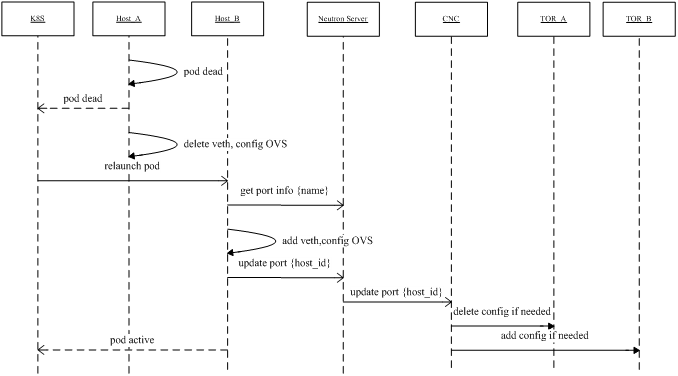 K8S
Host_A
Host_B
Neutron Server
CNC
TOR_A
TOR_B
pod dead
pod dead
delete veth, config OVS
relaunch pod
get port info {name}
add veth,config OVS
update port {host_id}
update port {host_id}
delete config if needed
add config if needed
pod active